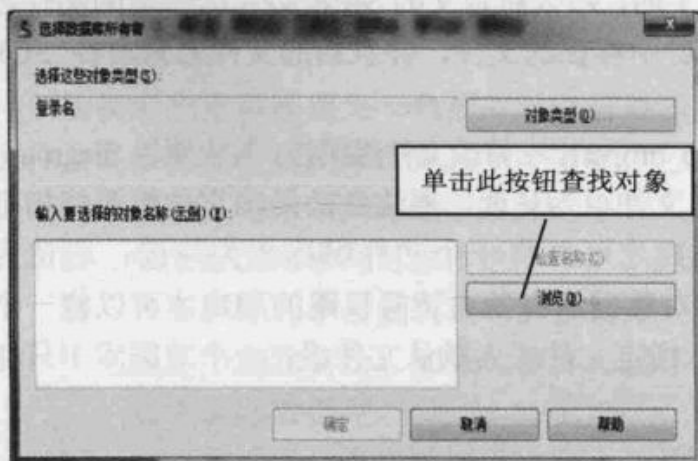 选择数据库所有者
选择这些对象类型(S):
登录名
对象类型(O)
单击此按钮查找对象
输入要选择的对象名称(示例)(E):
检查名称(C)
浏览(B)
确定
取消
帮助